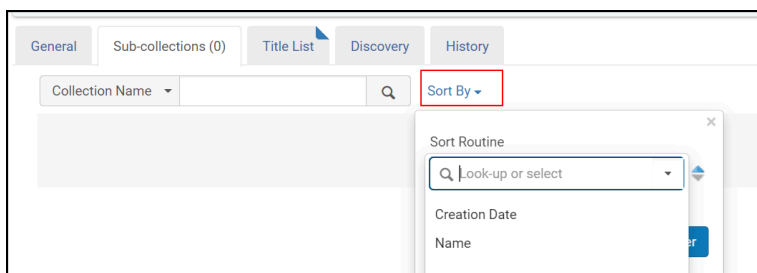 General Sub-collections (0) Title List Discovery History
Collection Name Sort By
Sort Routine
Look-up or select
Creation Date
Name